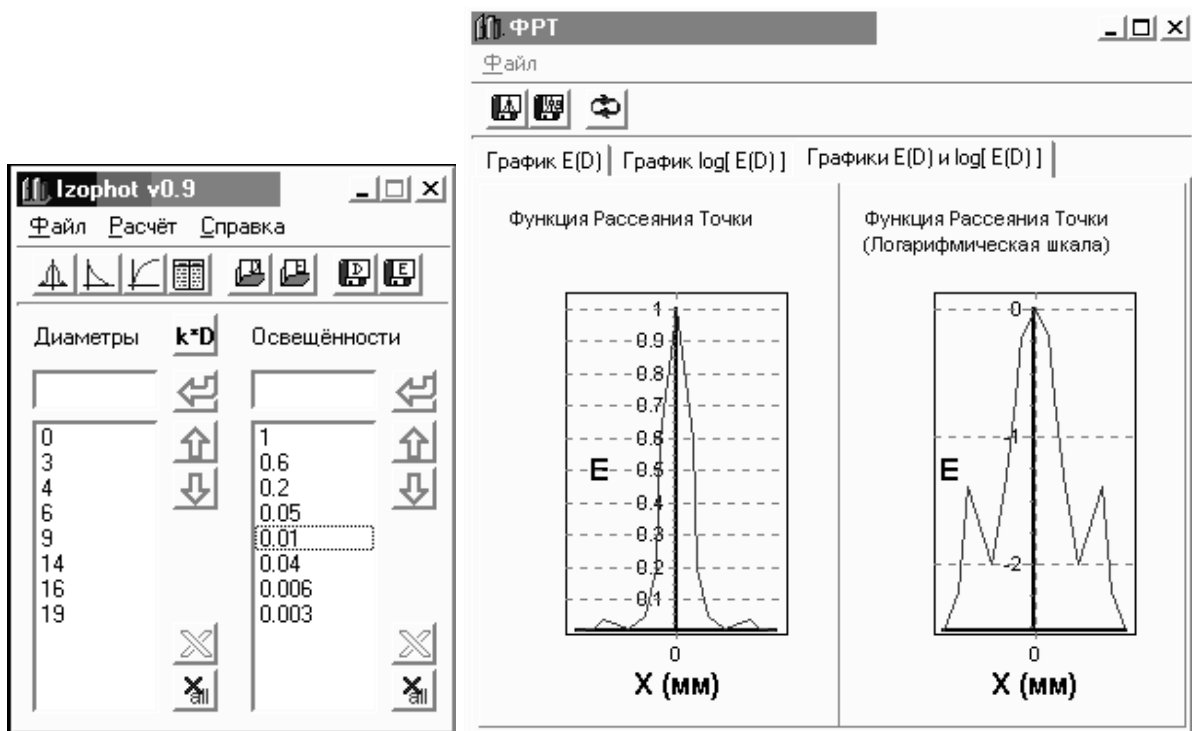 Izophot v0.9
Файл Расчёт Справка
Диаметры k*D Освещённости
0
3
4
6
9
14
16
19
1
0.6
0.2
0.05
0.01
0.04
0.006
0.003
all
all
ФРТ
Файл
График E(D) График log[ E(D) ] Графики E(D) и log[ E(D) ]
Функция Рассеяния Точки
1
0.9
0.8
0.7
0.6
E 0.5
0.4
0.3
0.2
0.1
0
X (мм)
Функция Рассеяния Точки
(Логарифмическая шкала)
0
-1
E
-2
0
X (мм)